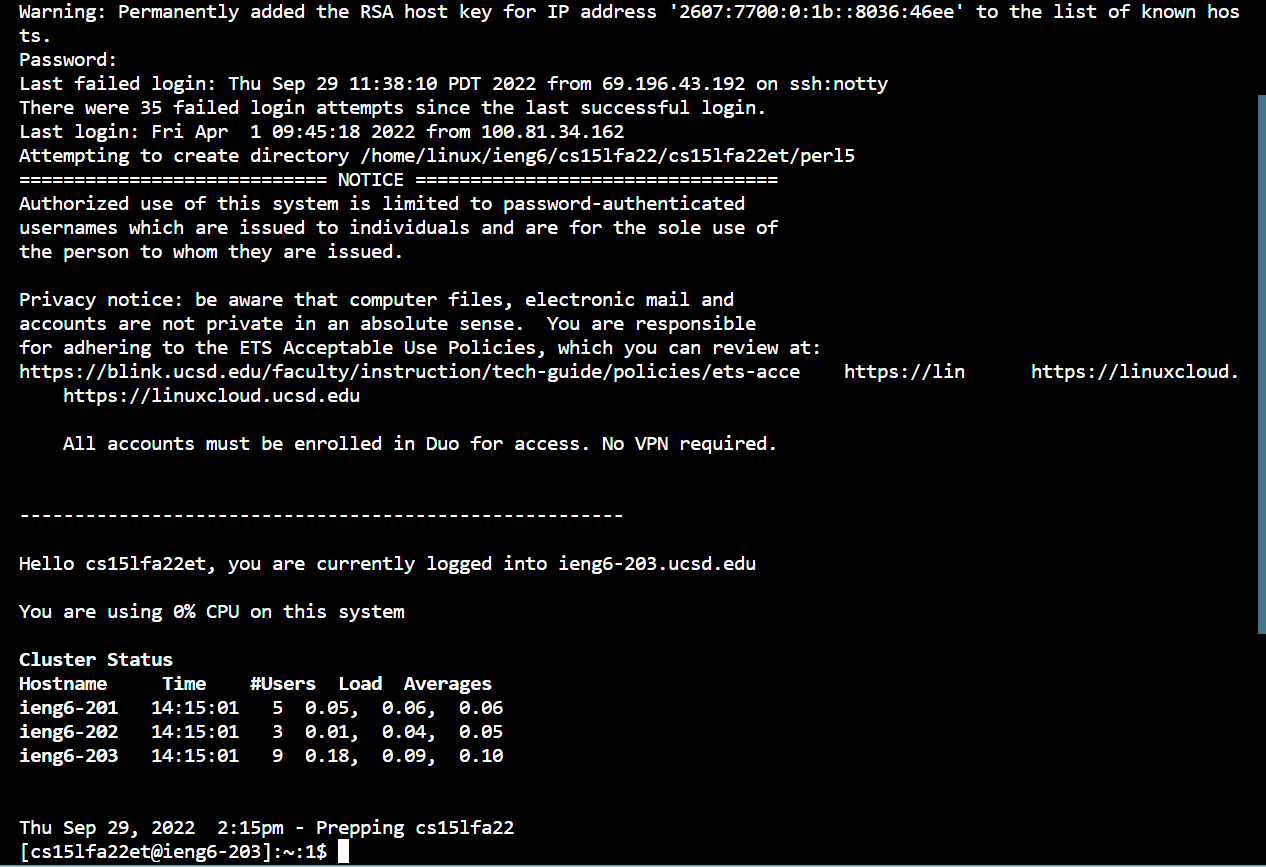 Warning: Permanently added the RSA host key for IP address '2607:7700:0:1b::8036:46ee' to the list of known hos
ts.
Password:
Last failed login: Thu Sep 29 11:38:10 PDT 2022 from 69.196.43.192 on ssh:notty
There were 35 failed login attempts since the last successful login.
Last login: Fri Apr  1 09:45:18 2022 from 100.81.34.162
Attempting to create directory /home/linux/ieng6/cs15lfa22/cs15lfa22et/perl5
============================ NOTICE =================================
Authorized use of this system is limited to password-authenticated
usernames which are issued to individuals and are for the sole use of
the person to whom they are issued.

Privacy notice: be aware that computer files, electronic mail and
accounts are not private in an absolute sense.  You are responsible
for adhering to the ETS Acceptable Use Policies, which you can review at:
https://blink.ucsd.edu/faculty/instruction/tech-guide/policies/ets-acce    https://lin      https://linuxcloud.
    https://linuxcloud.ucsd.edu

    All accounts must be enrolled in Duo for access. No VPN required.


-------------------------------------------------------

Hello cs15lfa22et, you are currently logged into ieng6-203.ucsd.edu

You are using 0% CPU on this system

Cluster Status
Hostname     Time    #Users  Load  Averages
ieng6-201   14:15:01   5  0.05,  0.06,  0.06
ieng6-202   14:15:01   3  0.01,  0.04,  0.05
ieng6-203   14:15:01   9  0.18,  0.09,  0.10


Thu Sep 29, 2022  2:15pm - Prepping cs15lfa22
[cs15lfa22et@ieng6-203]:~:1$